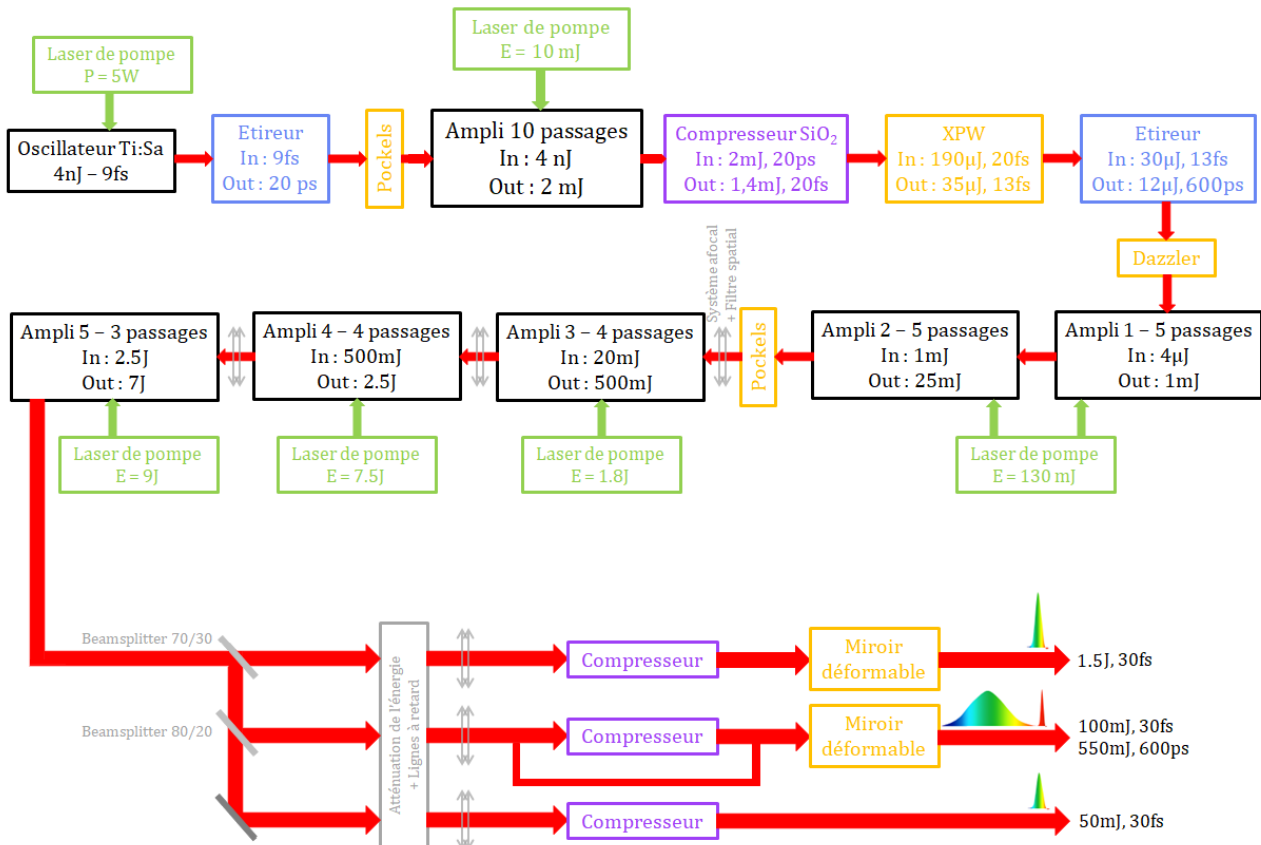 Laser de pompe
P = 5W
Laser de pompe
E = 10 mJ
Oscillateur Ti:Sa
4nJ – 9fs
Etireur
In : 9fs
Out : 20 ps
Pockels
Ampli 10 passages
In : 4 nJ
Out : 2 mJ
Compresseur SiO₂
In : 2mJ, 20ps
Out : 1,4mJ, 20fs
XPW
In : 190µJ, 20fs
Out : 35µJ, 13fs
Etireur
In : 30µJ, 13fs
Out : 12µJ,600ps
Dazzler
Ampli 5 – 3 passages
In : 2.5J
Out : 7J
Ampli 4 – 4 passages
In : 500mJ
Out : 2.5J
Ampli 3 – 4 passages
In : 20mJ
Out : 500mJ
Système afocal
+ Filtre spatial
Pockels
Ampli 2 – 5 passages
In : 1mJ
Out : 25mJ
Ampli 1 – 5 passages
In : 4µJ
Out : 1mJ
Laser de pompe
E = 9J
Laser de pompe
E = 7.5J
Laser de pompe
E = 1.8J
Laser de pompe
E = 130 mJ
Beamsplitter 70/30
Beamsplitter 80/20
Atténuation de l'énergie
+ Lignes à retard
Compresseur
Miroir
déformable
1.5J, 30fs
Compresseur
Miroir
déformable
100mJ, 30fs
550mJ, 600ps
Compresseur
50mJ, 30fs